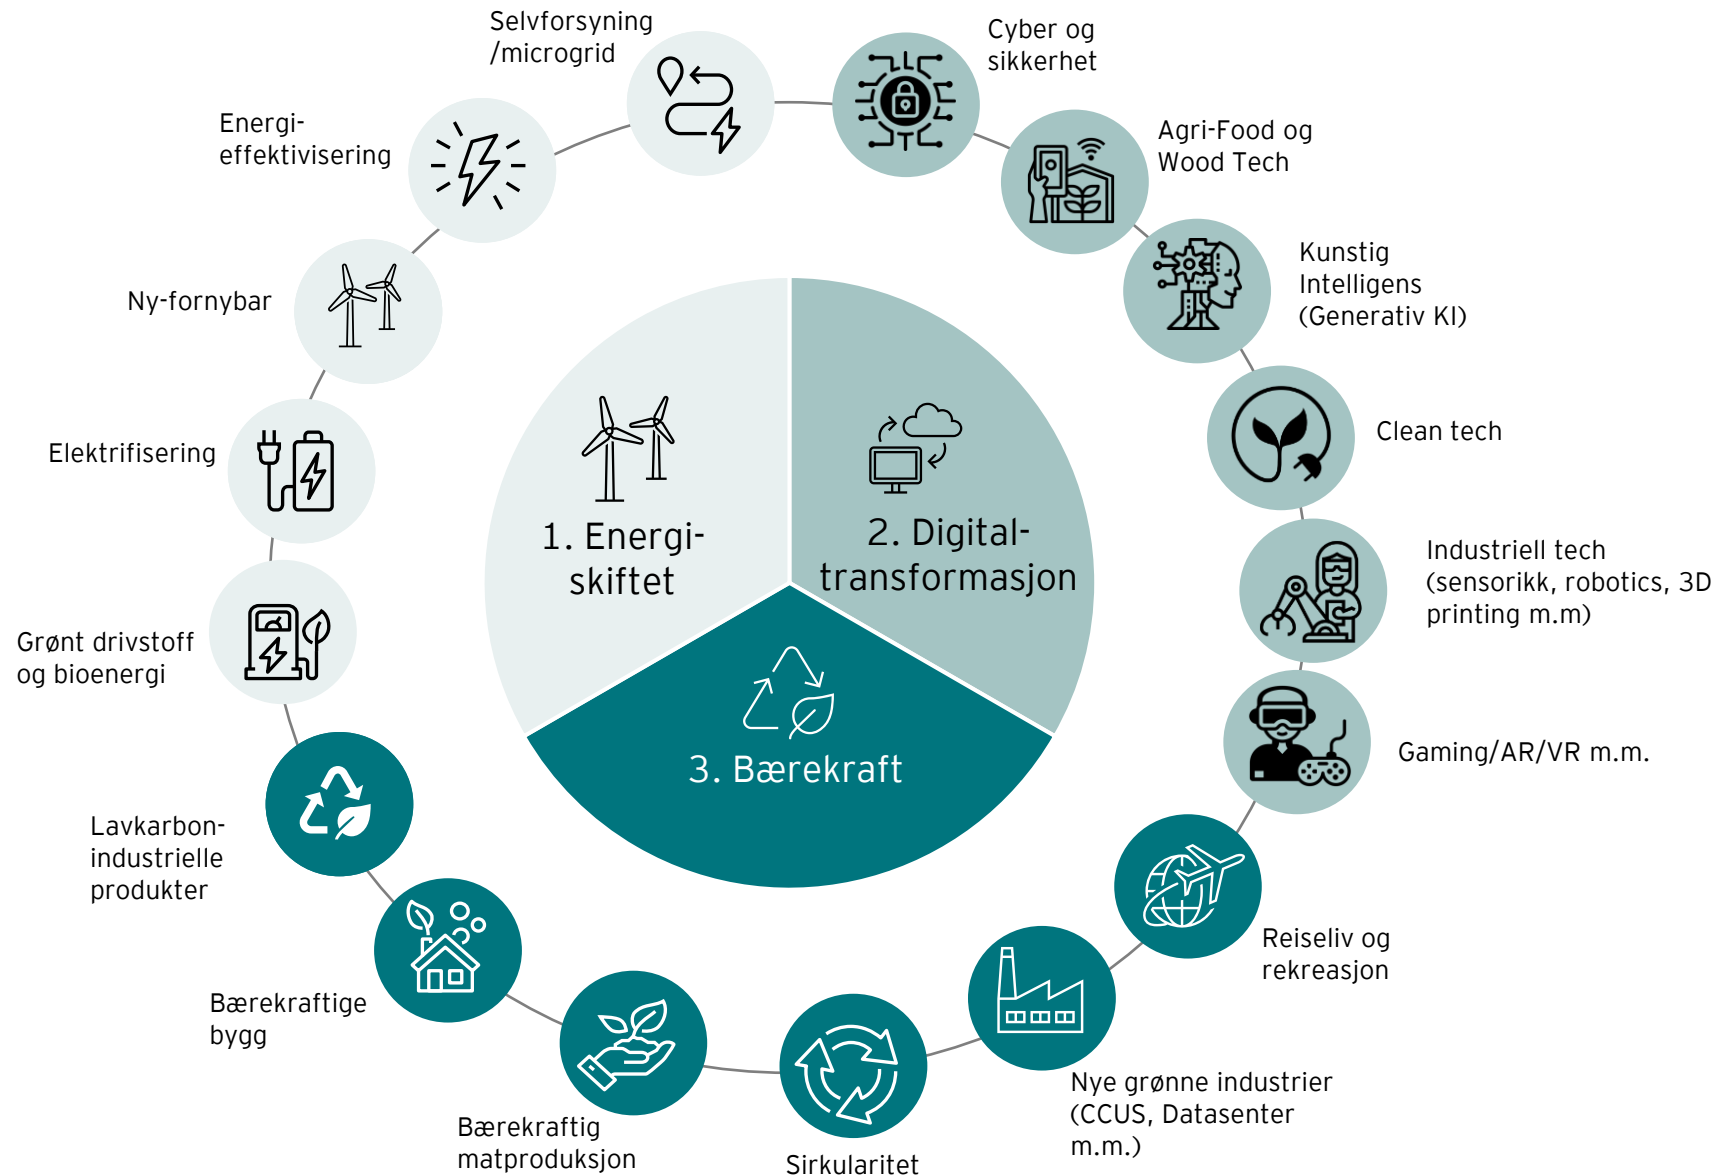 Selvforsyning
/microgrid
Cyber og
sikkerhet
Energi-
effektivisering
Agri-Food og
Wood Tech
Ny-fornybar
Kunstig
Intelligens
(Generativ KI)
Elektrifisering
Clean tech
1. Energi-
skiftet
2. Digital-
transformasjon
3. Bærekraft
Industriell tech
(sensorikk, robotics, 3D
printing m.m)
Grønt drivstoff
og bioenergi
Gaming/AR/VR m.m.
Lavkarbon-
industrielle
produkter
Reiseliv og
rekreasjon
Bærekraftige
bygg
Nye grønne industrier
(CCUS, Datasenter
m.m.)
Bærekraftig
matproduksjon
Sirkularitet